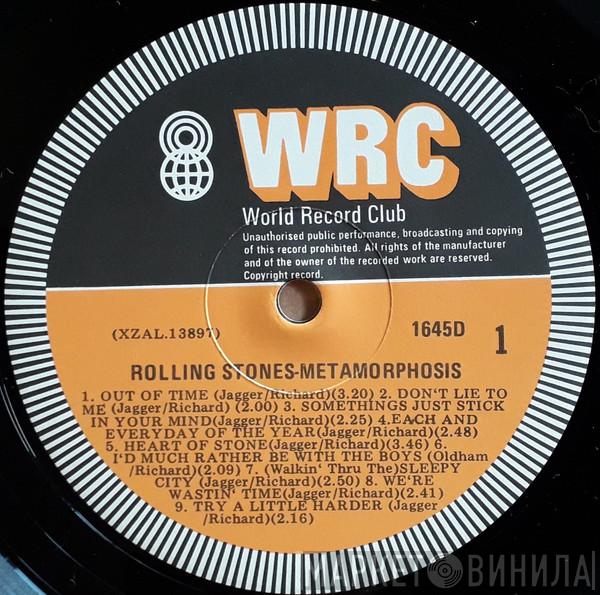 WRC
World Record Club
Unauthorised public performance, broadcasting and copying
of this record prohibited. All rights of the manufacturer
and of the owner of the recorded work are reserved.
Copyright record.
(XZAL.13897) 1645D 1
ROLLING STONES-METAMORPHOSIS
1. OUT OF TIME (Jagger/Richard)(3.20) 2. DON'T LIE TO
ME (Jagger/Richard) (2.00) 3. SOMETHINGS JUST STICK
IN YOUR MIND(Jagger/Richard)(2.25) 4.EACH AND
EVERYDAY OF THE YEAR(Jagger/Richard)(2.48)
5. HEART OF STONE(Jagger/Richard)(3.46) 6.
I'D MUCH RATHER BE WITH THE BOYS (Oldham
/Richard)(2.09) 7. (Walkin' Thru The)SLEEPY
CITY (Jagger/Richard)(2.50) 8. WE'RE
WASTIN' TIME(Jagger/Richard)(2.41)
9. TRY A LITTLE HARDER (Jagger
/Richard)(2.16)
МАРКЕТ ВИНИЛА